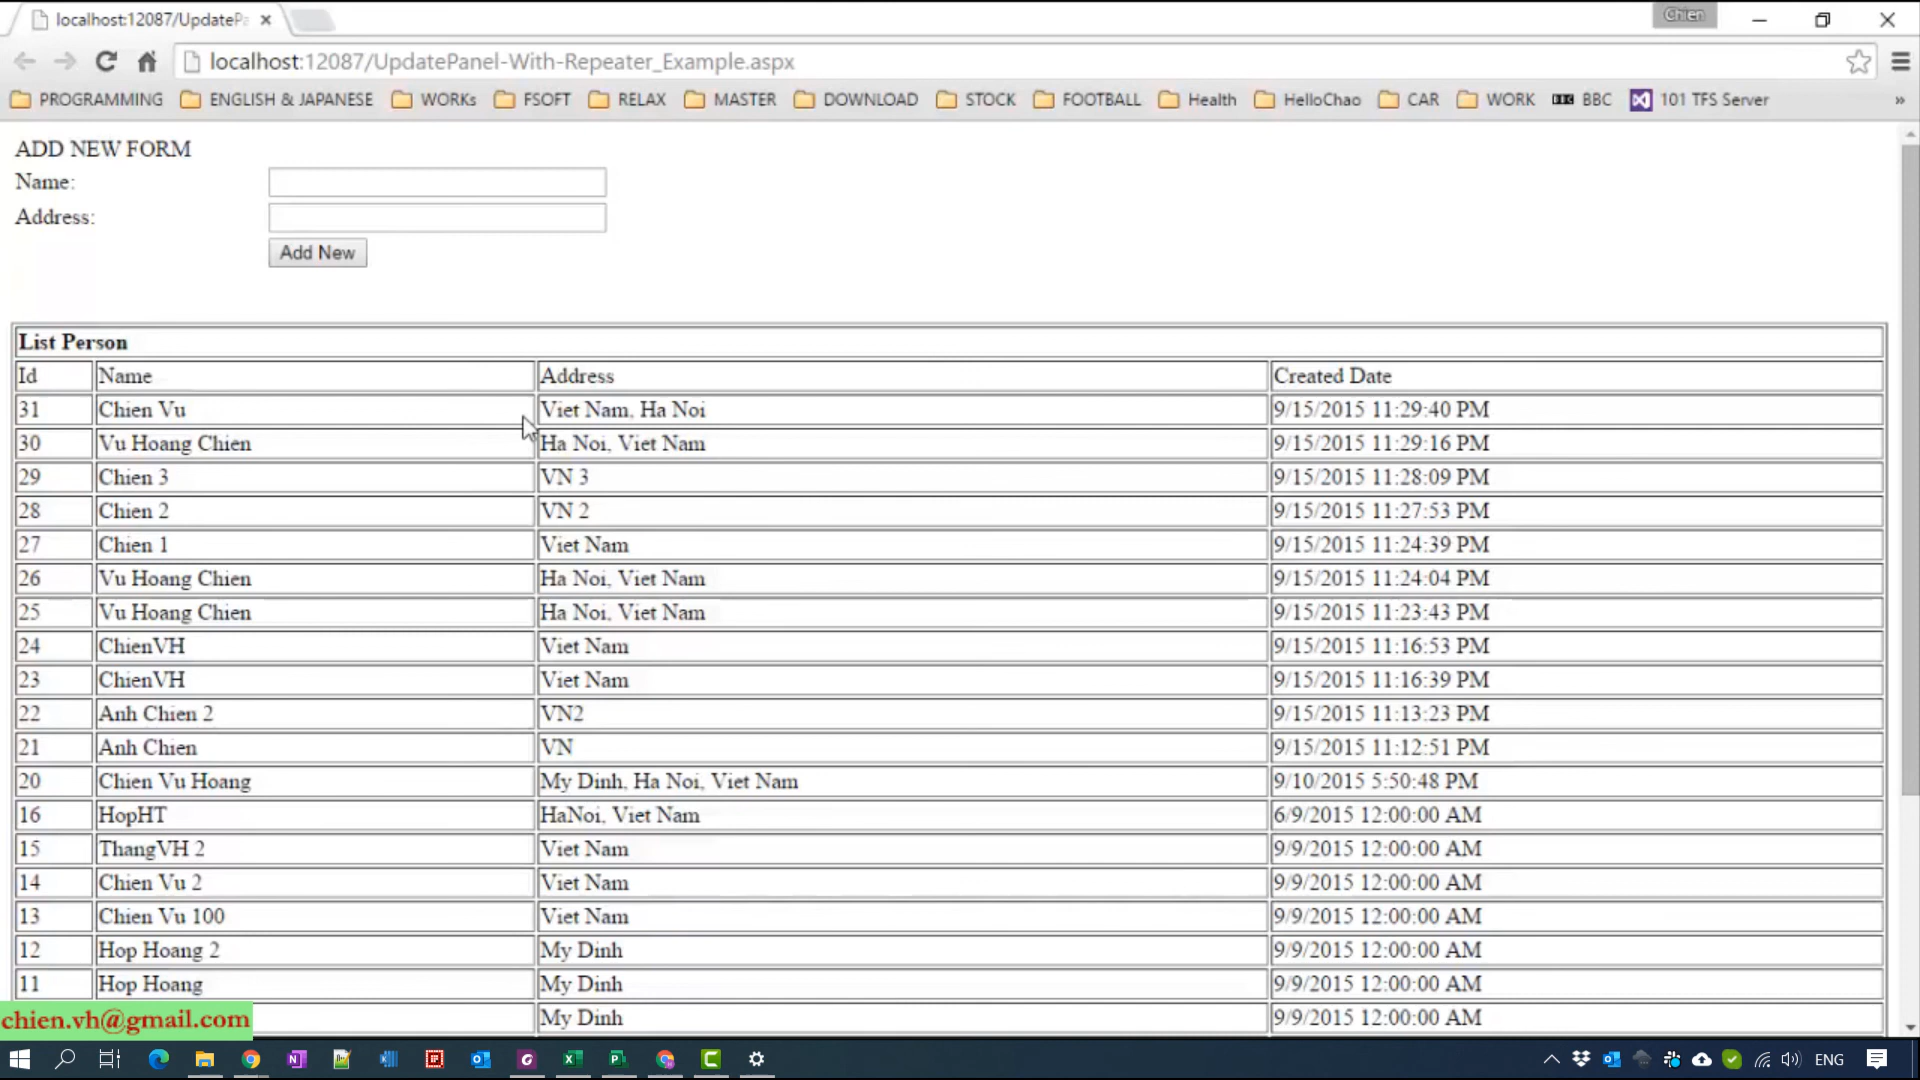 localhost:12087/UpdatePa
Chien
localhost:12087/UpdatePanel-With-Repeater_Example.aspx
PROGRAMMING ENGLISH & JAPANESE WORKs FSOFT RELAX MASTER DOWNLOAD STOCK FOOTBALL Health HelloChao CAR WORK BBC 101 TFS Server »
ADD NEW FORM
Name:
Address:
Add New
List Person
Id Name Address Created Date
31 Chien Vu Viet Nam, Ha Noi 9/15/2015 11:29:40 PM
30 Vu Hoang Chien Ha Noi, Viet Nam 9/15/2015 11:29:16 PM
29 Chien 3 VN 3 9/15/2015 11:28:09 PM
28 Chien 2 VN 2 9/15/2015 11:27:53 PM
27 Chien 1 Viet Nam 9/15/2015 11:24:39 PM
26 Vu Hoang Chien Ha Noi, Viet Nam 9/15/2015 11:24:04 PM
25 Vu Hoang Chien Ha Noi, Viet Nam 9/15/2015 11:23:43 PM
24 ChienVH Viet Nam 9/15/2015 11:16:53 PM
23 ChienVH Viet Nam 9/15/2015 11:16:39 PM
22 Anh Chien 2 VN2 9/15/2015 11:13:23 PM
21 Anh Chien VN 9/15/2015 11:12:51 PM
20 Chien Vu Hoang My Dinh, Ha Noi, Viet Nam 9/10/2015 5:50:48 PM
16 HopHT HaNoi, Viet Nam 6/9/2015 12:00:00 AM
15 ThangVH 2 Viet Nam 9/9/2015 12:00:00 AM
14 Chien Vu 2 Viet Nam 9/9/2015 12:00:00 AM
13 Chien Vu 100 Viet Nam 9/9/2015 12:00:00 AM
12 Hop Hoang 2 My Dinh 9/9/2015 12:00:00 AM
11 Hop Hoang My Dinh 9/9/2015 12:00:00 AM
My Dinh 9/9/2015 12:00:00 AM
chien.vh@gmail.com
ENG